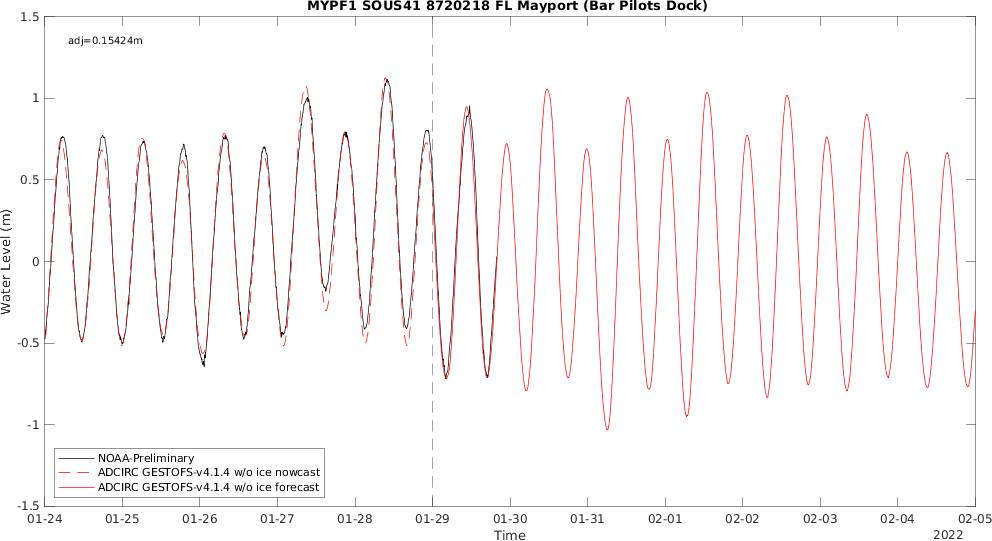 MYPF1 SOUS41 8720218 FL Mayport (Bar Pilots Dock)
1.5
adj=0.15424m
1
0.5
0
-0.5
-1
-1.5
Water Level (m)
NOAA-Preliminary
ADCIRC GESTOFS-v4.1.4 w/o ice nowcast
ADCIRC GESTOFS-v4.1.4 w/o ice forecast
01-24 01-25 01-26 01-27 01-28 01-29 01-30 01-31 02-01 02-02 02-03 02-04 02-05
Time
2022